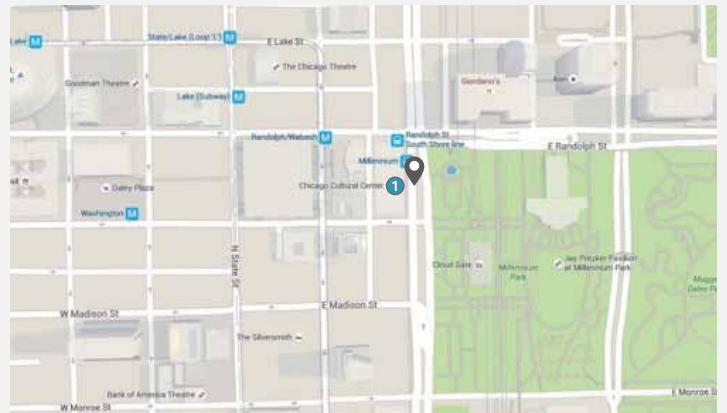 Lake M
State/Lake (Loop 'L') M
E Lake St
The Chicago Theatre
Goodman Theatre
Giordano's
Aon
Lake (Subway) M
Randolph/Wabash M
Randolph St
South Shore line
E Randolph St
Millennium
Chicago Cultural Center 1
Daley Plaza
Washington M
N State St
Cloud Gate
Millennium
Park
Jay Pritzker Pavilion
at Millennium Park
W Madison St
E Madison St
The Silversmith
Bank of America Theatre
W Monroe St
E Monroe S